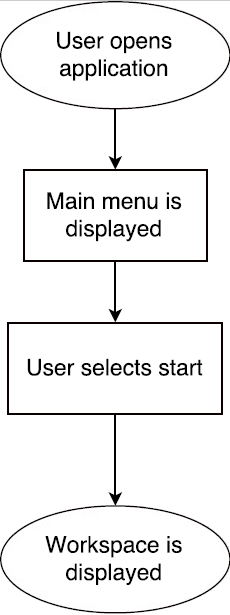 User opens
application
Main menu is
displayed
User selects start
Workspace is
displayed